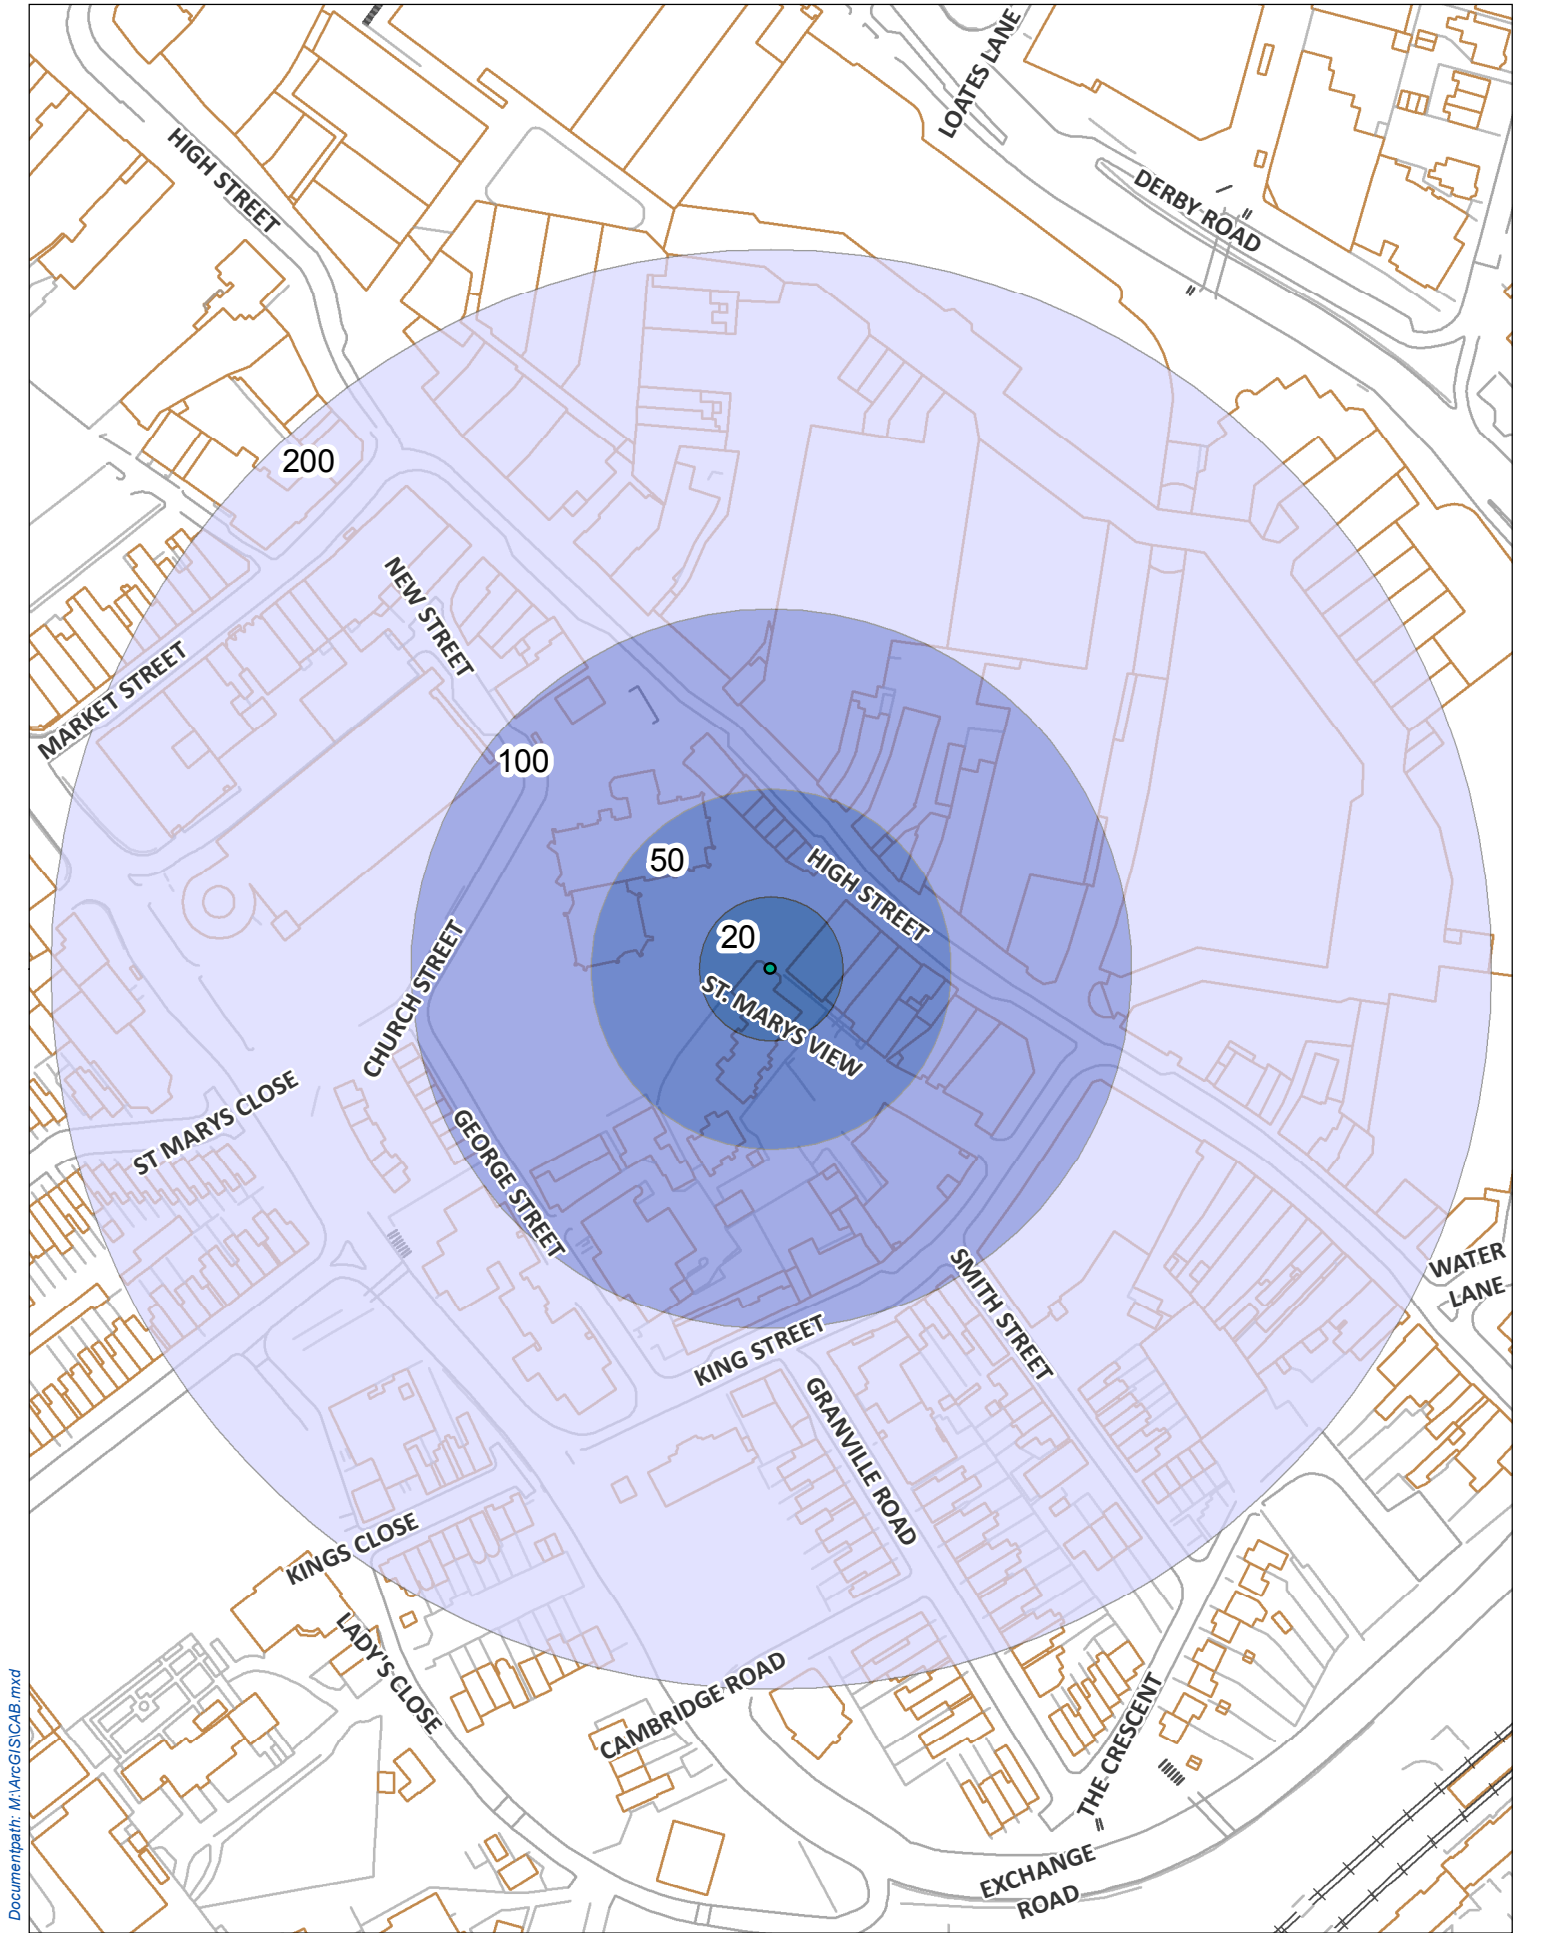 LOATES LANE
HIGH STREET
DERBY ROAD
200
NEW STREET
MARKET STREET
100
50
HIGH STREET
20
CHURCH STREET
ST. MARYS VIEW
ST MARYS CLOSE
GEORGE STREET
WATER
LANE
SMITH STREET
KING STREET
GRANVILLE ROAD
KINGS CLOSE
LADY'S CLOSE
CAMBRIDGE ROAD
THE CRESCENT
EXCHANGE
ROAD
Documentpath: M:\ArcGIS\CAB.mxd